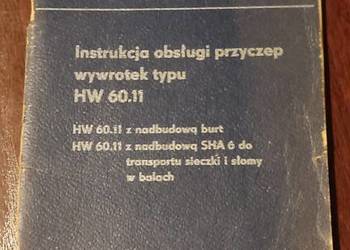 Instrukcja obsługi przyczep
wywrotek typu
HW 60.11
HW 60.11 z nadbudową burt
HW 60.11 z nadbudową SHA 6 do
transportu sieczki i słomy
w balach